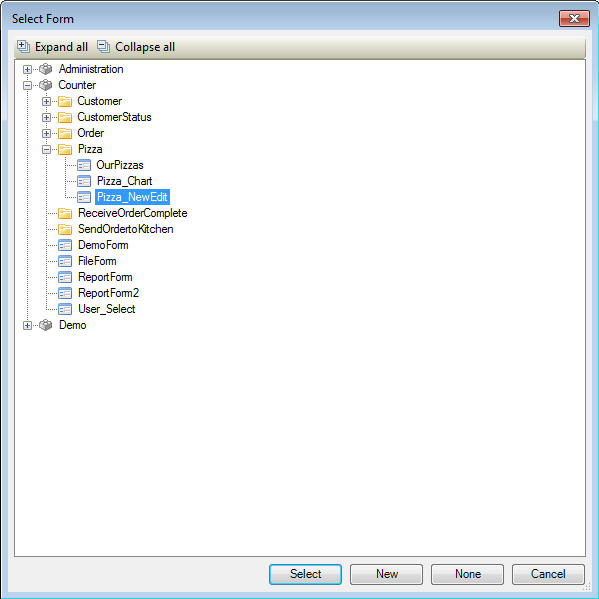 Select Form
Expand all Collapse all
Administration
Counter
Customer
CustomerStatus
Order
Pizza
OurPizzas
Pizza_Chart
Pizza_NewEdit
ReceiveOrderComplete
SendOrdertoKitchen
DemoForm
FileForm
ReportForm
ReportForm2
User_Select
Demo
Select New None Cancel